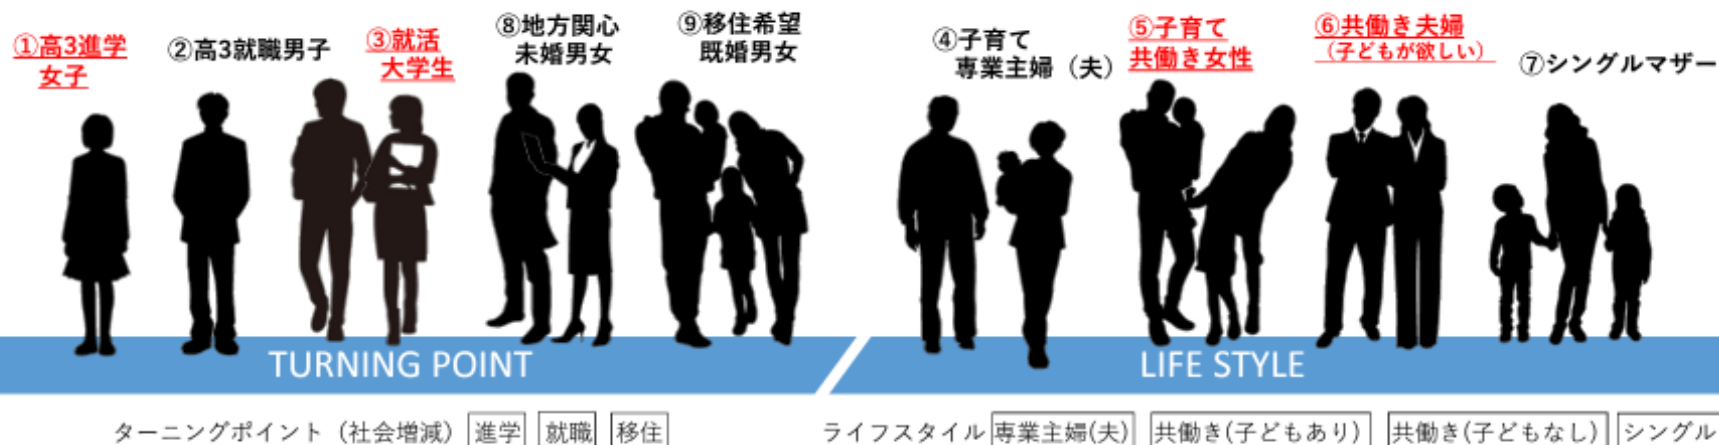 ①高3進学
女子
②高3就職男子
③就活
大学生
⑧地方関心
未婚男女
⑨移住希望
既婚男女
④子育て
専業主婦（夫）
⑤子育て
共働き女性
⑥共働き夫婦
（子どもが欲しい）
⑦シングルマザー
TURNING POINT
LIFE STYLE
ターニングポイント（社会増減） 進学 就職 移住
ライフスタイル 専業主婦(夫) 共働き(子どもあり) 共働き(子どもなし) シングル